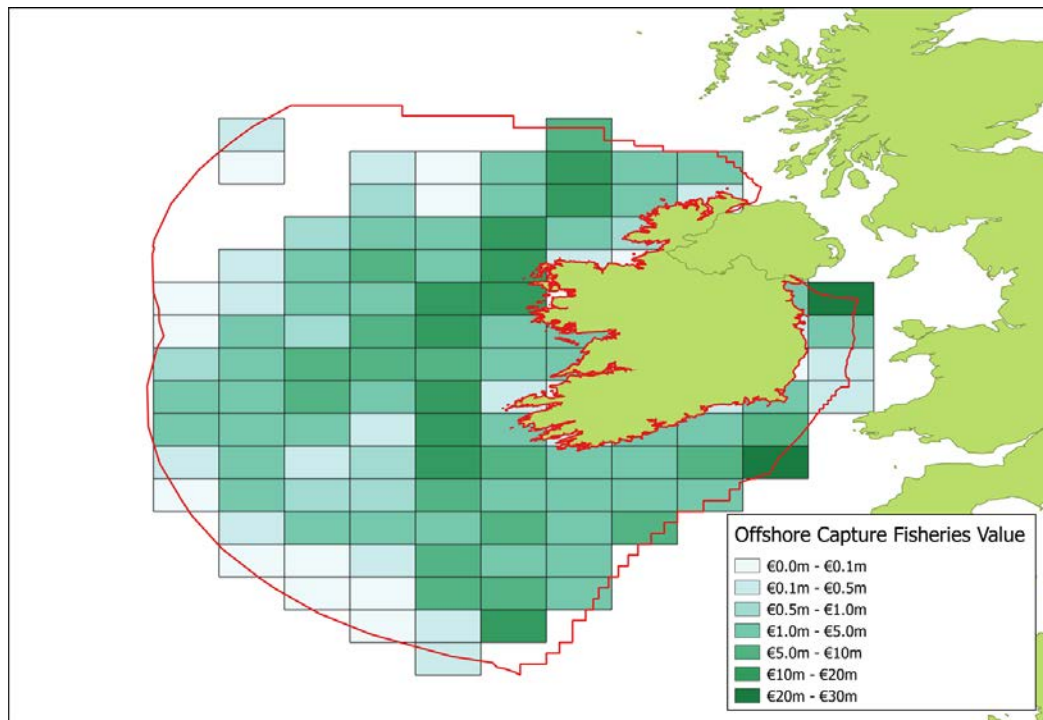 Offshore Capture Fisheries Value
€0.0m - €0.1m
€0.1m - €0.5m
€0.5m - €1.0m
€1.0m - €5.0m
€5.0m - €10m
€10m - €20m
€20m - €30m